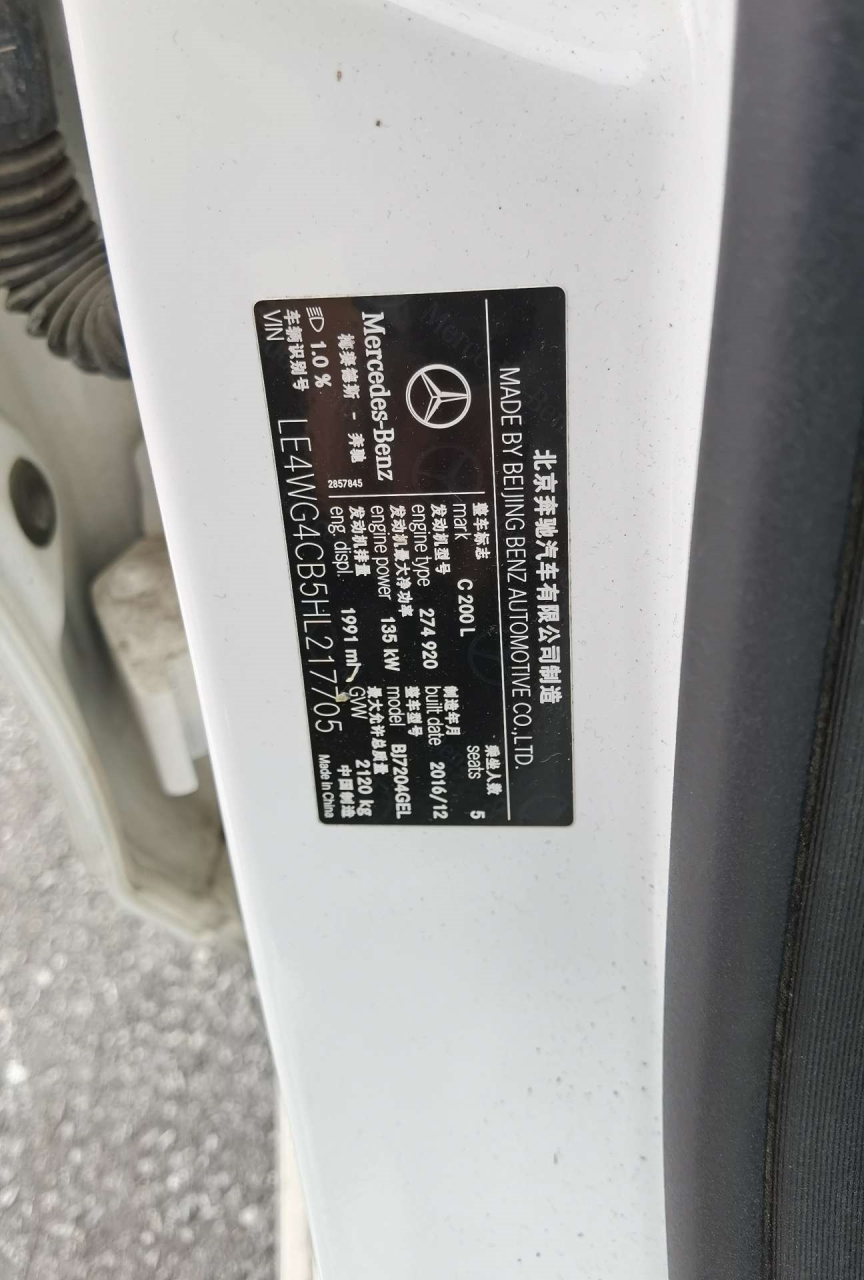 北京奔驰汽车有限公司制造
MADE BY BEIJING BENZ AUTOMOTIVE CO.,LTD.
整车标志 mark C 200 L
乘坐人数 seats 5
发动机型号 engine type 274 920
制造年月 built date 2016/12
发动机最大净功率 engine power 135 kW
整车型号 model BJ7204GEL
发动机排量 eng. displ. 1991 ml
最大允许总质量 GVW 2120 kg
Mercedes-Benz
梅赛德斯 - 奔驰
2857845
1.0 %
中国制造
Made in China
车辆识别号
VIN LE4WG4CB5HL217705